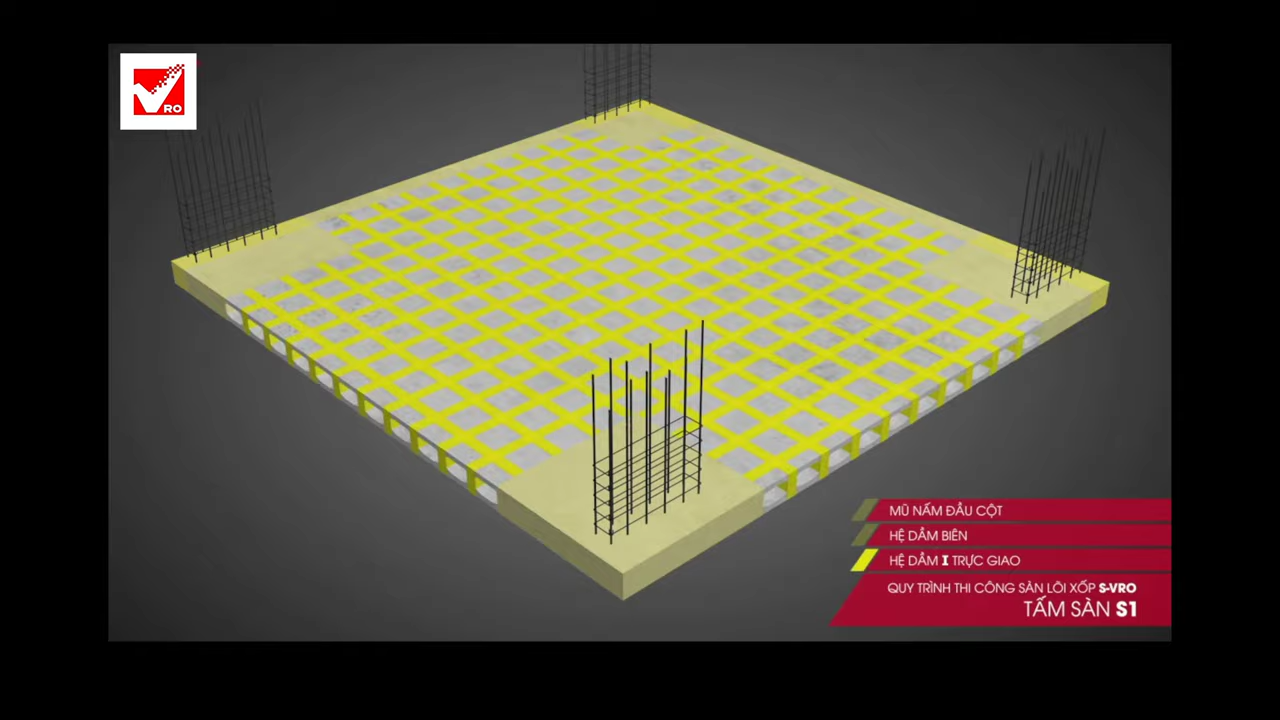 RO
MŨ NẤM ĐẦU CỘT
HỆ DẦM BIÊN
HỆ DẦM I TRỰC GIAO
QUY TRÌNH THI CÔNG SÀN LÕI XỐP S-VRO
TẤM SÀN S1